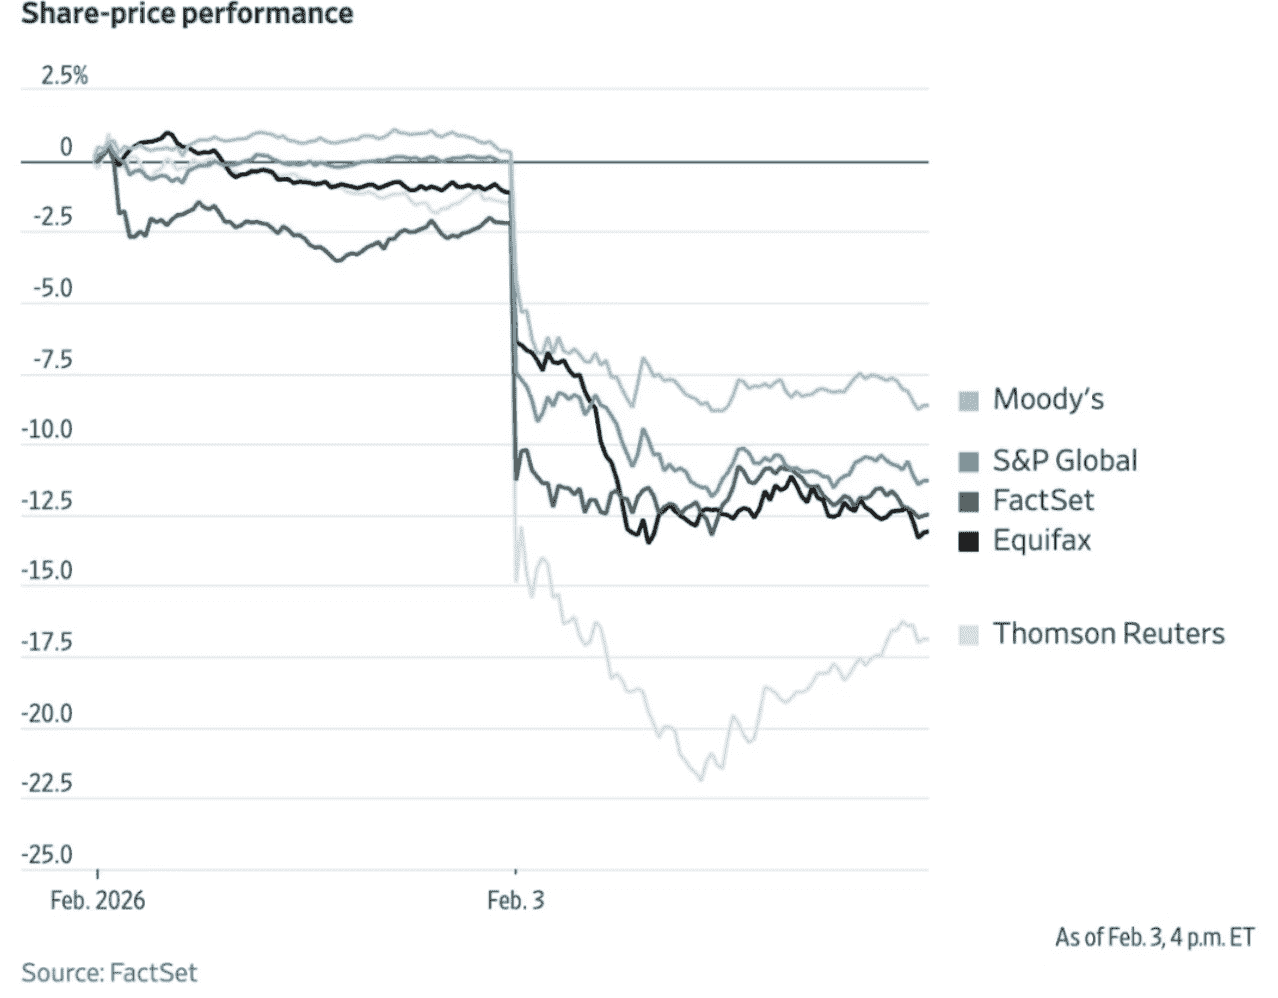 Share-price performance
2.5%
0
-2.5
-5.0
-7.5
-10.0
-12.5
-15.0
-17.5
-20.0
-22.5
-25.0
Moody's
S&P Global
FactSet
Equifax
Thomson Reuters
Feb. 2026
Feb. 3
As of Feb. 3, 4 p.m. ET
Source: FactSet